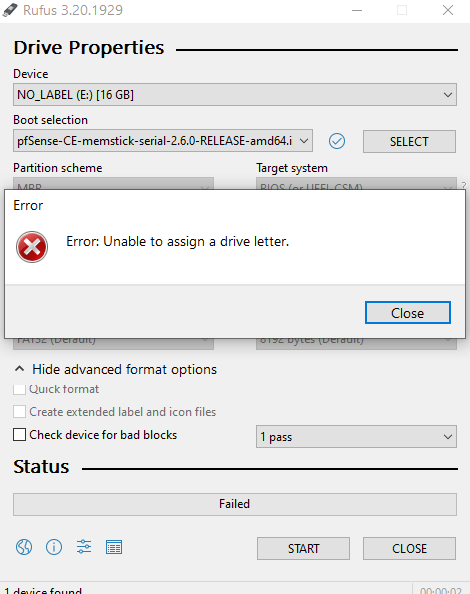 Rufus 3.20.1929
Drive Properties
Device
NO_LABEL (E:) [16 GB]
Boot selection
pfSense-CE-memstick-serial-2.6.0-RELEASE-amd64.i
SELECT
Partition scheme
Target system
MBR
BIOS (or UEFI-CSM)
?
Error
Error: Unable to assign a drive letter.
Close
FAT32 (Default)
8192 bytes (Default)
Hide advanced format options
Quick format
Create extended label and icon files
Check device for bad blocks
1 pass
Status
Failed
START
CLOSE
1 device found
00:00:02